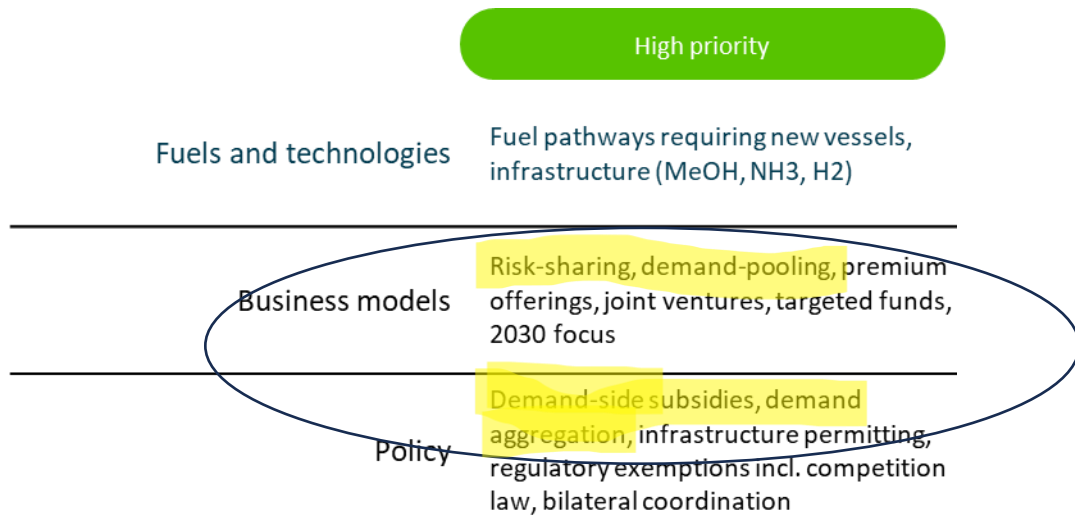 High priority
Fuels and technologies
Fuel pathways requiring new vessels,
infrastructure (MeOH, NH3, H2)
Business models
Risk-sharing, demand-pooling, premium
offerings, joint ventures, targeted funds,
2030 focus
Policy
Demand-side subsidies, demand
aggregation, infrastructure permitting,
regulatory exemptions incl. competition
law, bilateral coordination